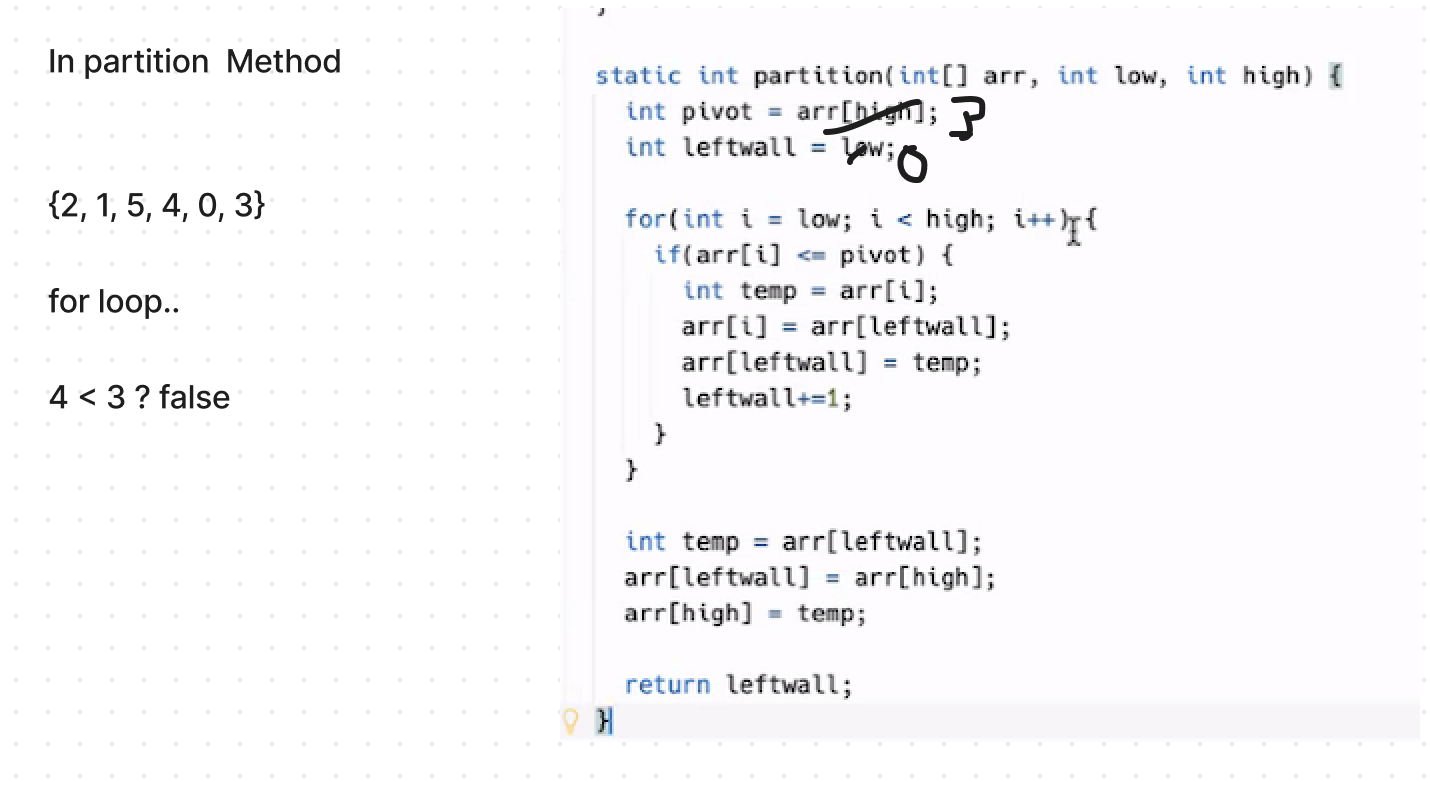 In partition Method
{2, 1, 5, 4, 0, 3}
for loop..
4 < 3 ? false
}
static int partition(int[] arr, int low, int high) {
int pivot = arr[high]; 3
int leftwall = low; 0
for(int i = low; i < high; i++) {
if(arr[i] <= pivot) {
int temp = arr[i];
arr[i] = arr[leftwall];
arr[leftwall] = temp;
leftwall+=1;
}
}
int temp = arr[leftwall];
arr[leftwall] = arr[high];
arr[high] = temp;
return leftwall;
}